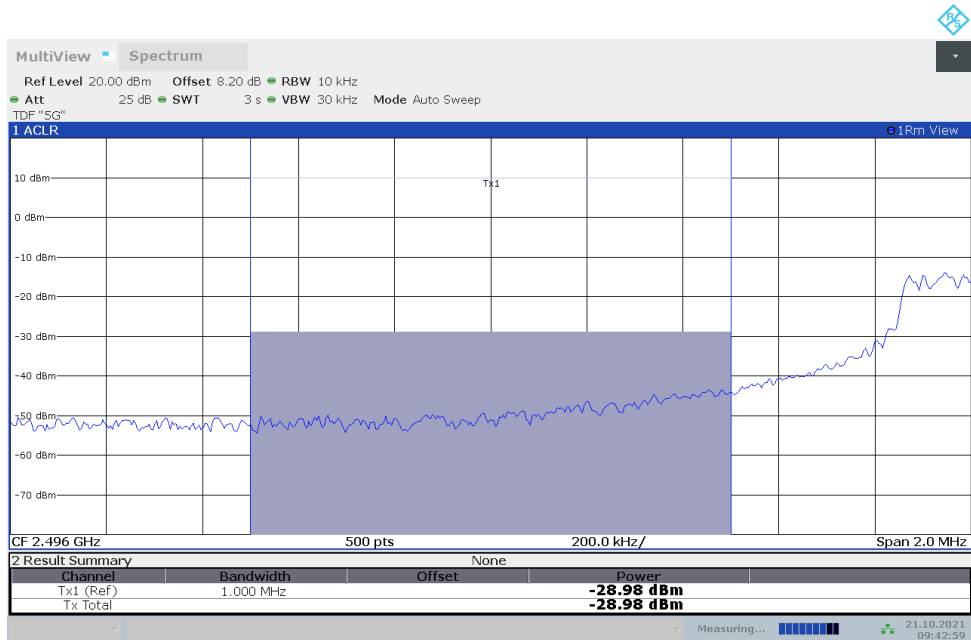 R&S
MultiView Spectrum
Ref Level 20.00 dBm Offset 8.20 dB RBW 10 kHz
Att 25 dB SWT 3 s VBW 30 kHz Mode Auto Sweep
TDF "5G"
1 ACLR 1Rm View
Tx1
10 dBm
0 dBm
-10 dBm
-20 dBm
-30 dBm
-40 dBm
-50 dBm
-60 dBm
-70 dBm
CF 2.496 GHz 500 pts 200.0 kHz/ Span 2.0 MHz
2 Result Summary None
Channel Bandwidth Offset Power
Tx1 (Ref) 1.000 MHz -28.98 dBm
Tx Total -28.98 dBm
Measuring... 21.10.2021
09:42:59